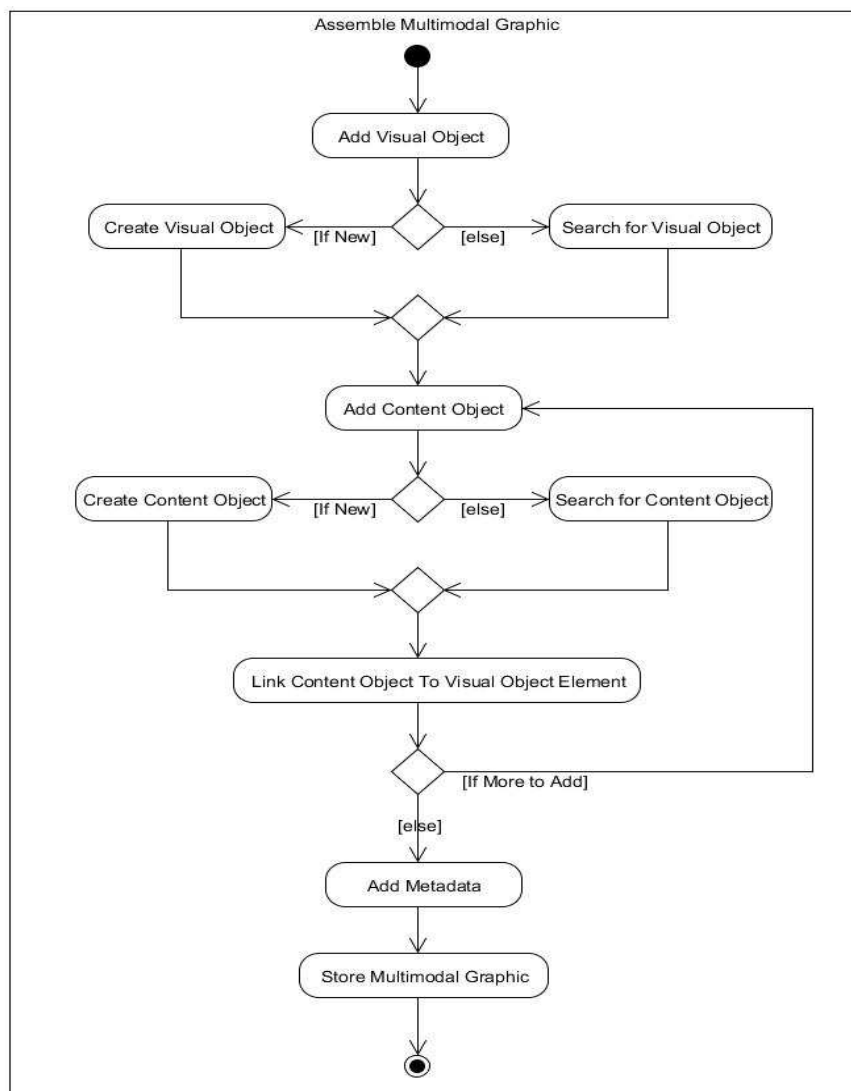 Assemble Multimodal Graphic
Add Visual Object
Create Visual Object
[If New]
[else]
Search for Visual Object
Add Content Object
Create Content Object
[If New]
[else]
Search for Content Object
Link Content Object To Visual Object Element
[If More to Add]
[else]
Add Metadata
Store Multimodal Graphic